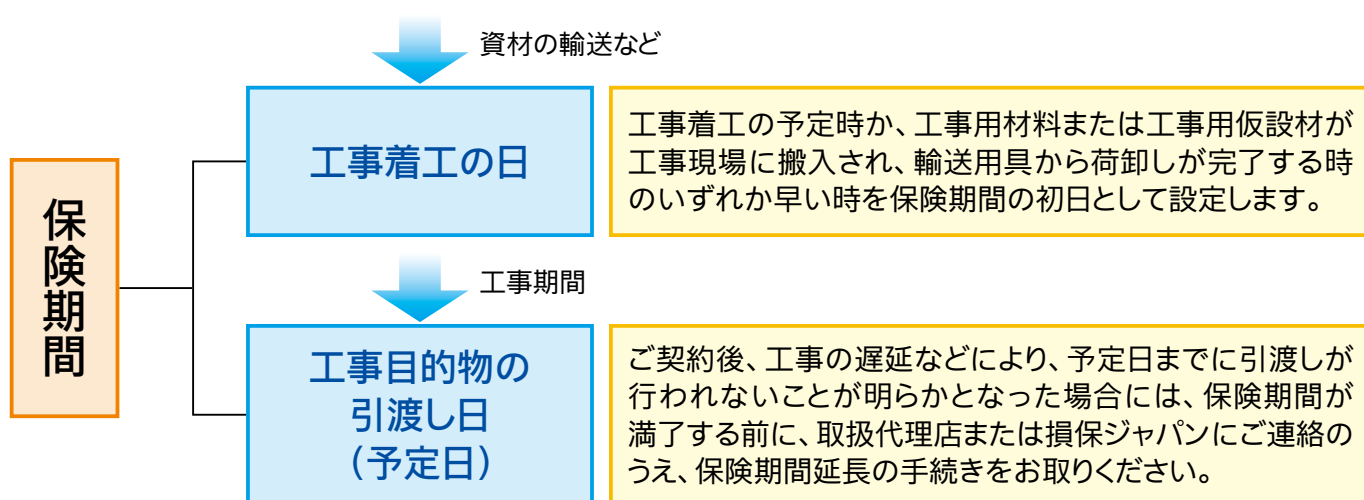 資材の輸送など
保険期間
工事着工の日
工事着工の予定時か、工事用材料または工事用仮設材が
工事現場に搬入され、輸送用具から荷卸しが完了する時
のいずれか早い時を保険期間の初日として設定します。
工事期間
工事目的物の
引渡し日
(予定日)
ご契約後、工事の遅延などにより、予定日までに引渡しが
行われないことが明らかとなった場合には、保険期間が
満了する前に、取扱代理店または損保ジャパンにご連絡の
うえ、保険期間延長の手続きをお取りください。